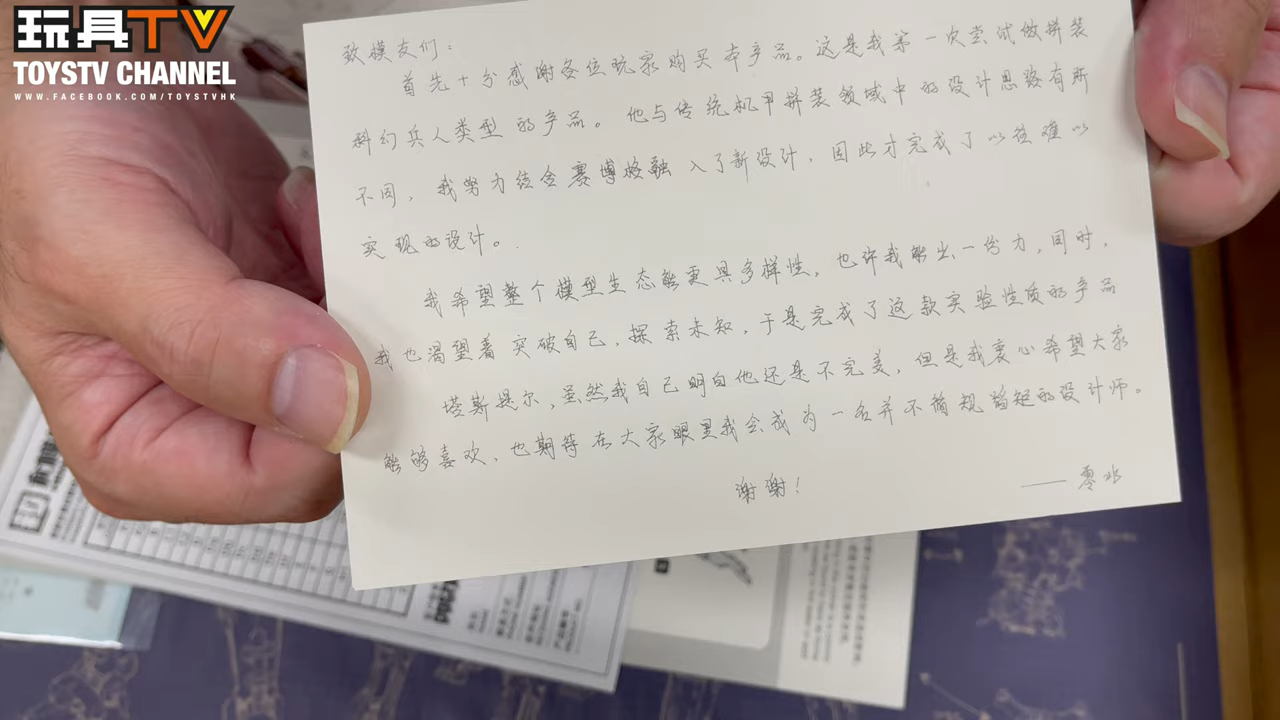 玩具TV
TOYSTV CHANNEL
WWW.FACEBOOK.COM/TOYSTVHK
致模友们：
首先十分感谢各位玩家购买本产品。这是我第一次尝试做拼装
科幻兵人类型的产品。他与传统机甲拼装领域中的设计思路有所
不同，我努力结合赛博格融入了新设计，因此才完成了以往难以
实现的设计。
我希望整个模型生态能更具多样性，也许我能出一份力，同时，
我也渴望着突破自己，探索未知，于是完成了这款实验性质的产品
塔斯提尔，虽然我自己明白他还是不完美，但是我衷心希望大家
能够喜欢，也期待在大家眼里我会成为一名并不循规蹈矩的设计师。
谢谢！
——零水